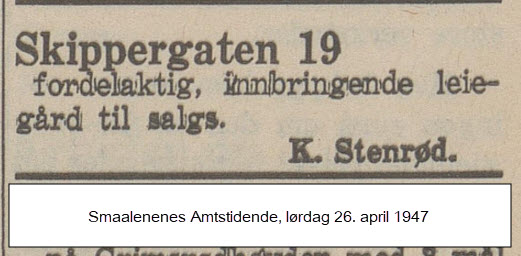 Skippergaten 19
fordelaktig, innbringende leie-
gård til salgs.
K. Stenrød.
Smaalenenes Amtstidende, lørdag 26. april 1947